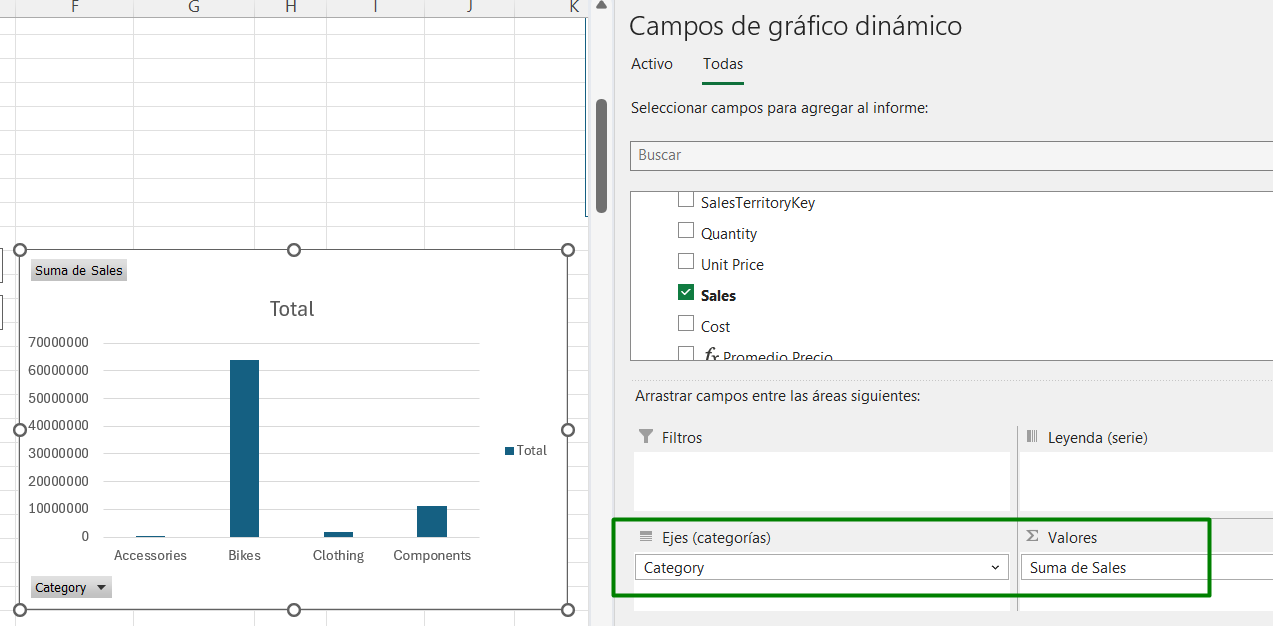 F G H I J K
Suma de Sales
Total
70000000
60000000
50000000
40000000
30000000
20000000
10000000
0
Accessories Bikes Clothing Components
Total
Category
Campos de gráfico dinámico
Activo Todas
Seleccionar campos para agregar al informe:
Buscar
SalesTerritoryKey
Quantity
Unit Price
Sales
Cost
fx Promedio Precio
Arrastrar campos entre las áreas siguientes:
Filtros
Leyenda (serie)
Ejes (categorías)
Category
Valores
Suma de Sales